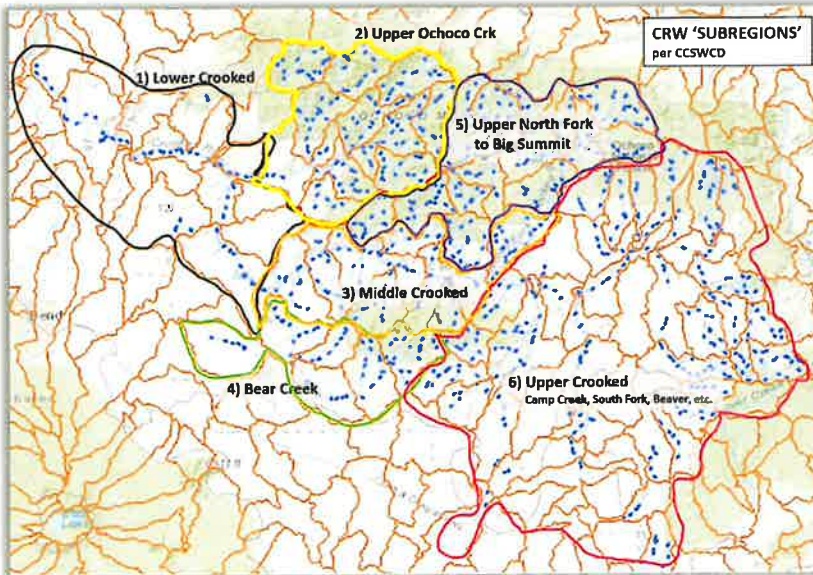 CRW 'SUBREGIONS'
per CCSWCD
2) Upper Ochoco Crk
1) Lower Crooked
5) Upper North Fork
to Big Summit
3) Middle Crooked
4) Bear Creek
6) Upper Crooked
Camp Creek, South Fork, Beaver, etc.